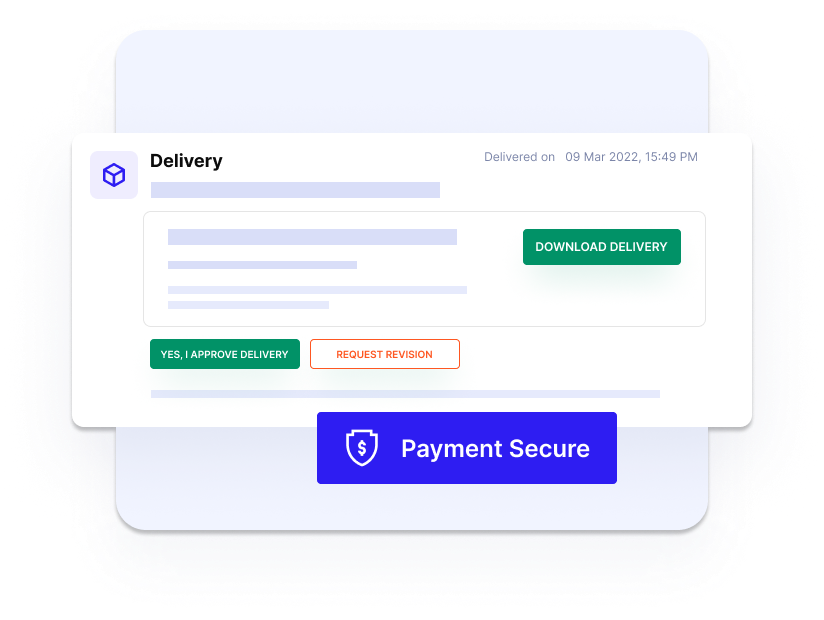 Delivery
Delivered on 09 Mar 2022, 15:49 PM
DOWNLOAD DELIVERY
YES, I APPROVE DELIVERY
REQUEST REVISION
$
Payment Secure